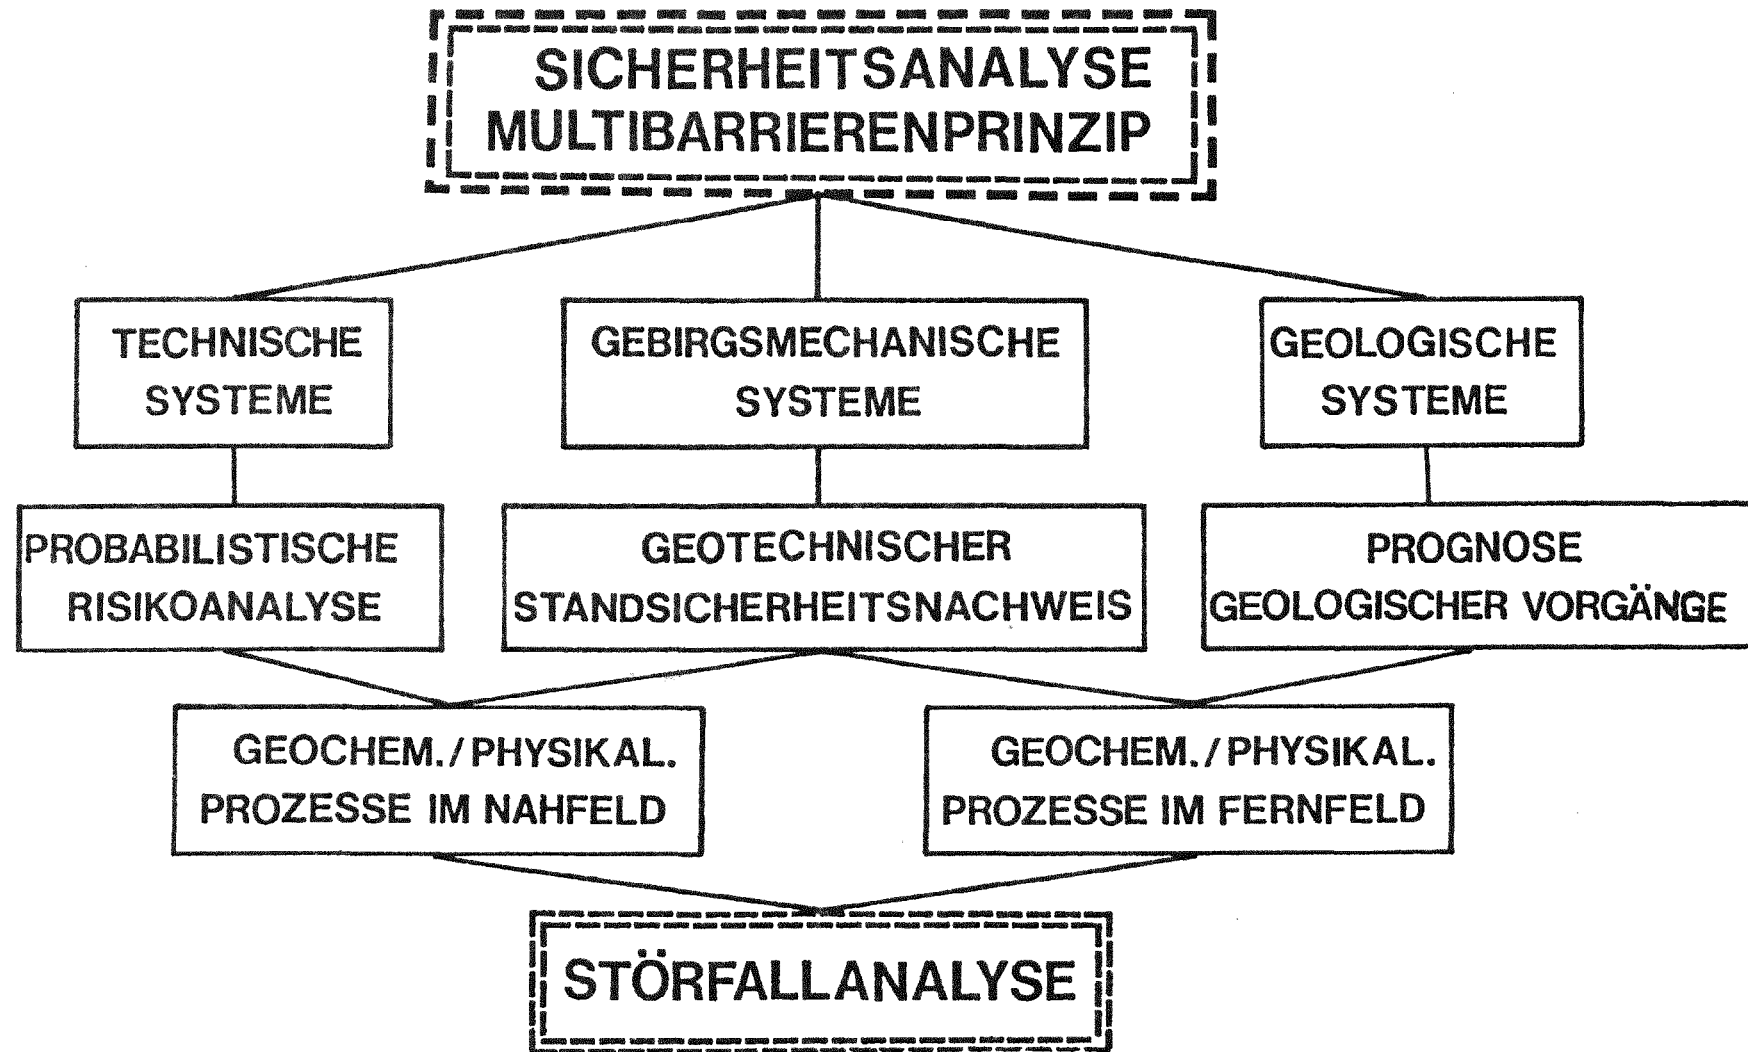 SICHERHEITSANALYSE
MULTIBARRIERENPRINZIP
TECHNISCHE
SYSTEME
GEBIRGSMECHANISCHE
SYSTEME
GEOLOGISCHE
SYSTEME
PROBABILISTISCHE
RISIKOANALYSE
GEOTECHNISCHER
STANDSICHERHEITSNACHWEIS
PROGNOSE
GEOLOGISCHER VORGÄNGE
GEOCHEM./PHYSIKAL.
PROZESSE IM NAHFELD
GEOCHEM./PHYSIKAL.
PROZESSE IM FERNFELD
STÖRFALLANALYSE